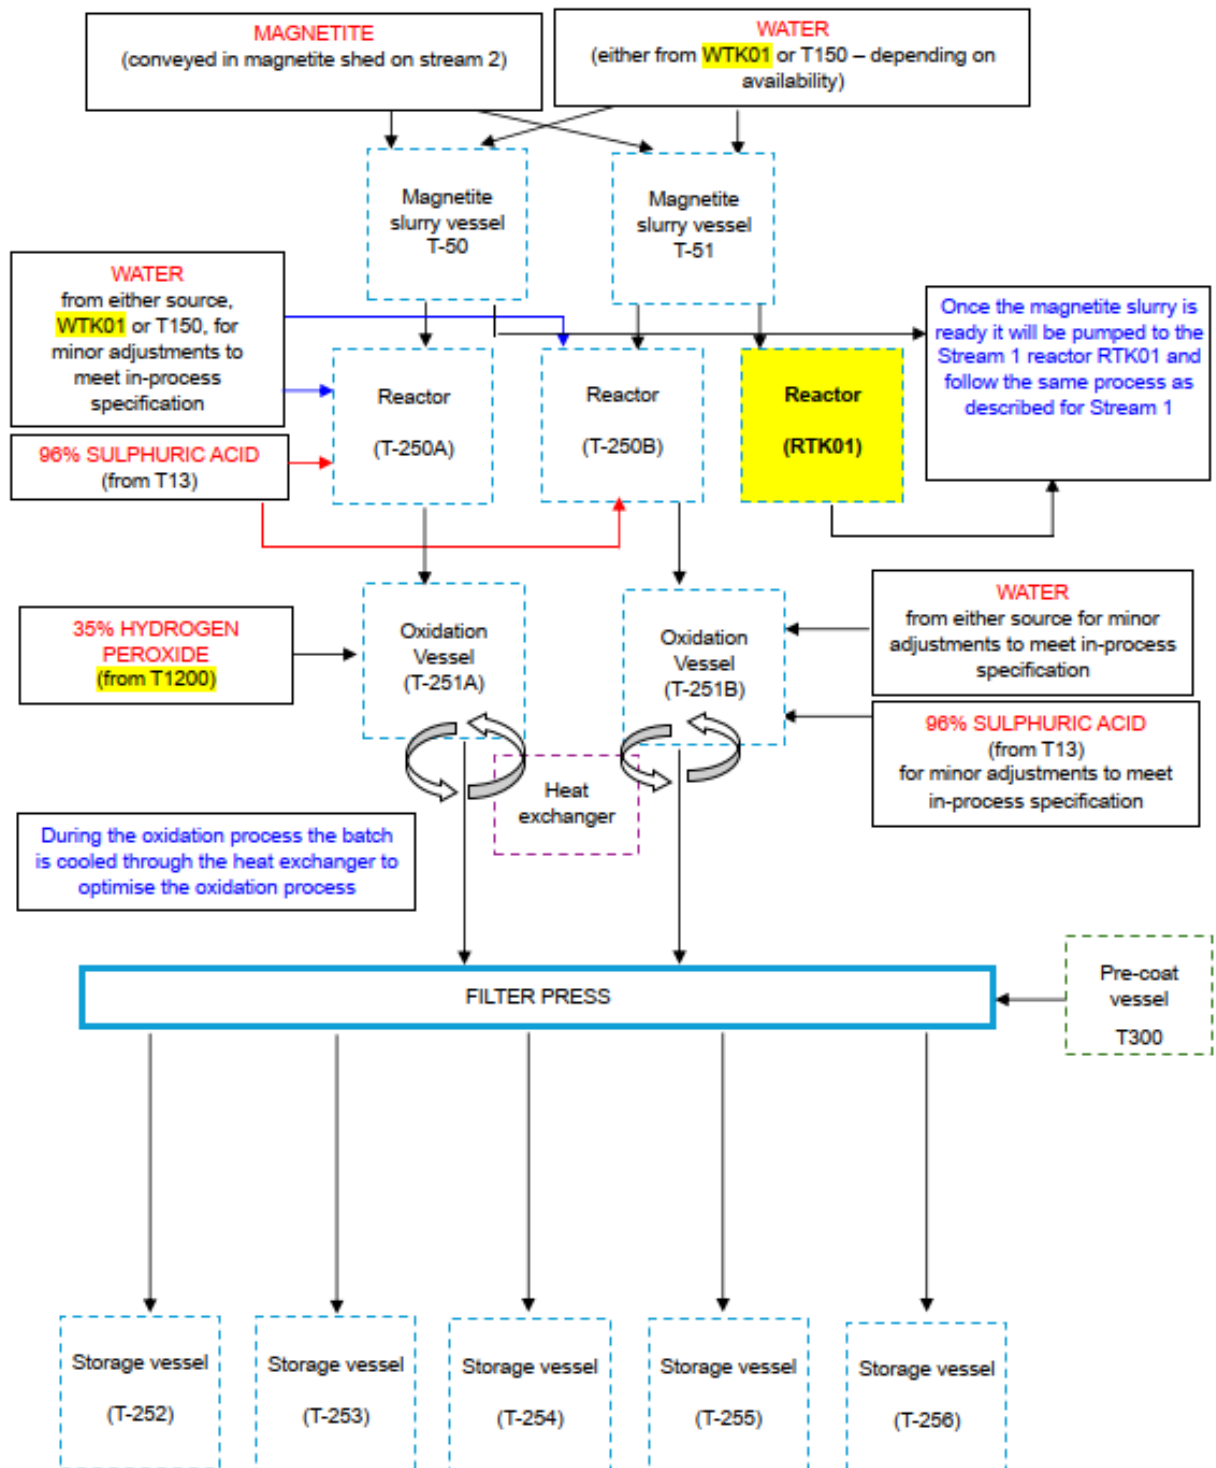 MAGNETITE
(conveyed in magnetite shed on stream 2)
WATER
(either from WTK01 or T150 – depending on
availability)
Magnetite
slurry vessel
T-50
Magnetite
slurry vessel
T-51
WATER
from either source,
WTK01 or T150, for
minor adjustments to
meet in-process
specification
96% SULPHURIC ACID
(from T13)
Reactor
(T-250A)
Reactor
(T-250B)
Reactor
(RTK01)
Once the magnetite slurry is
ready it will be pumped to the
Stream 1 reactor RTK01 and
follow the same process as
described for Stream 1
35% HYDROGEN
PEROXIDE
(from T1200)
Oxidation
Vessel
(T-251A)
Oxidation
Vessel
(T-251B)
WATER
from either source for minor
adjustments to meet in-process
specification
96% SULPHURIC ACID
(from T13)
for minor adjustments to meet
in-process specification
Heat
exchanger
During the oxidation process the batch
is cooled through the heat exchanger to
optimise the oxidation process
FILTER PRESS
Pre-coat
vessel
T300
Storage vessel
(T-252)
Storage vessel
(T-253)
Storage vessel
(T-254)
Storage vessel
(T-255)
Storage vessel
(T-256)